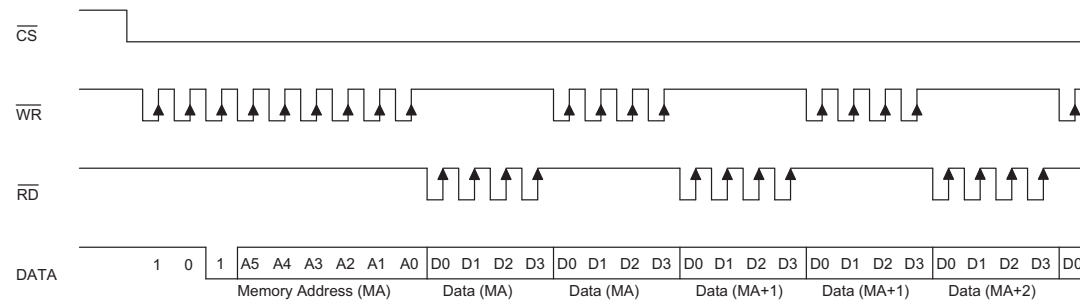 CS
WR
RD
DATA 1 0 1 A5 A4 A3 A2 A1 A0 D0 D1 D2 D3 D0 D1 D2 D3 D0 D1 D2 D3 D0 D1 D2 D3 D0 D1 D2 D3 D0
Memory Address (MA) Data (MA) Data (MA) Data (MA+1) Data (MA+1) Data (MA+2)